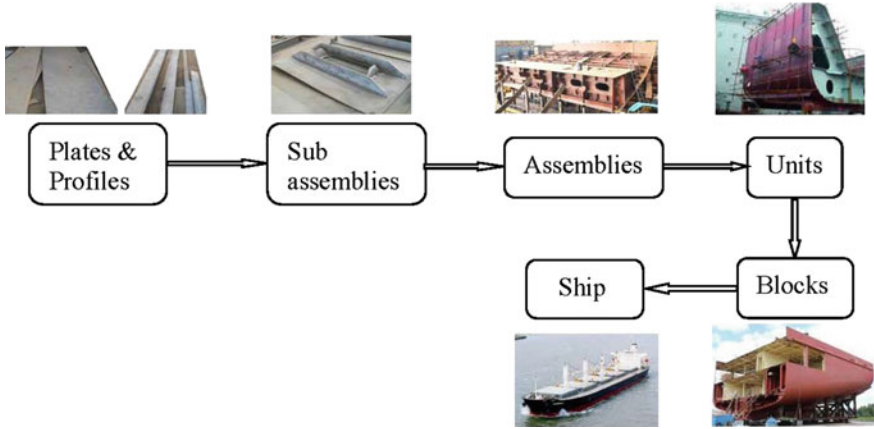 Plates &
Profiles
Sub
assemblies
Assemblies
Units
Blocks
Ship